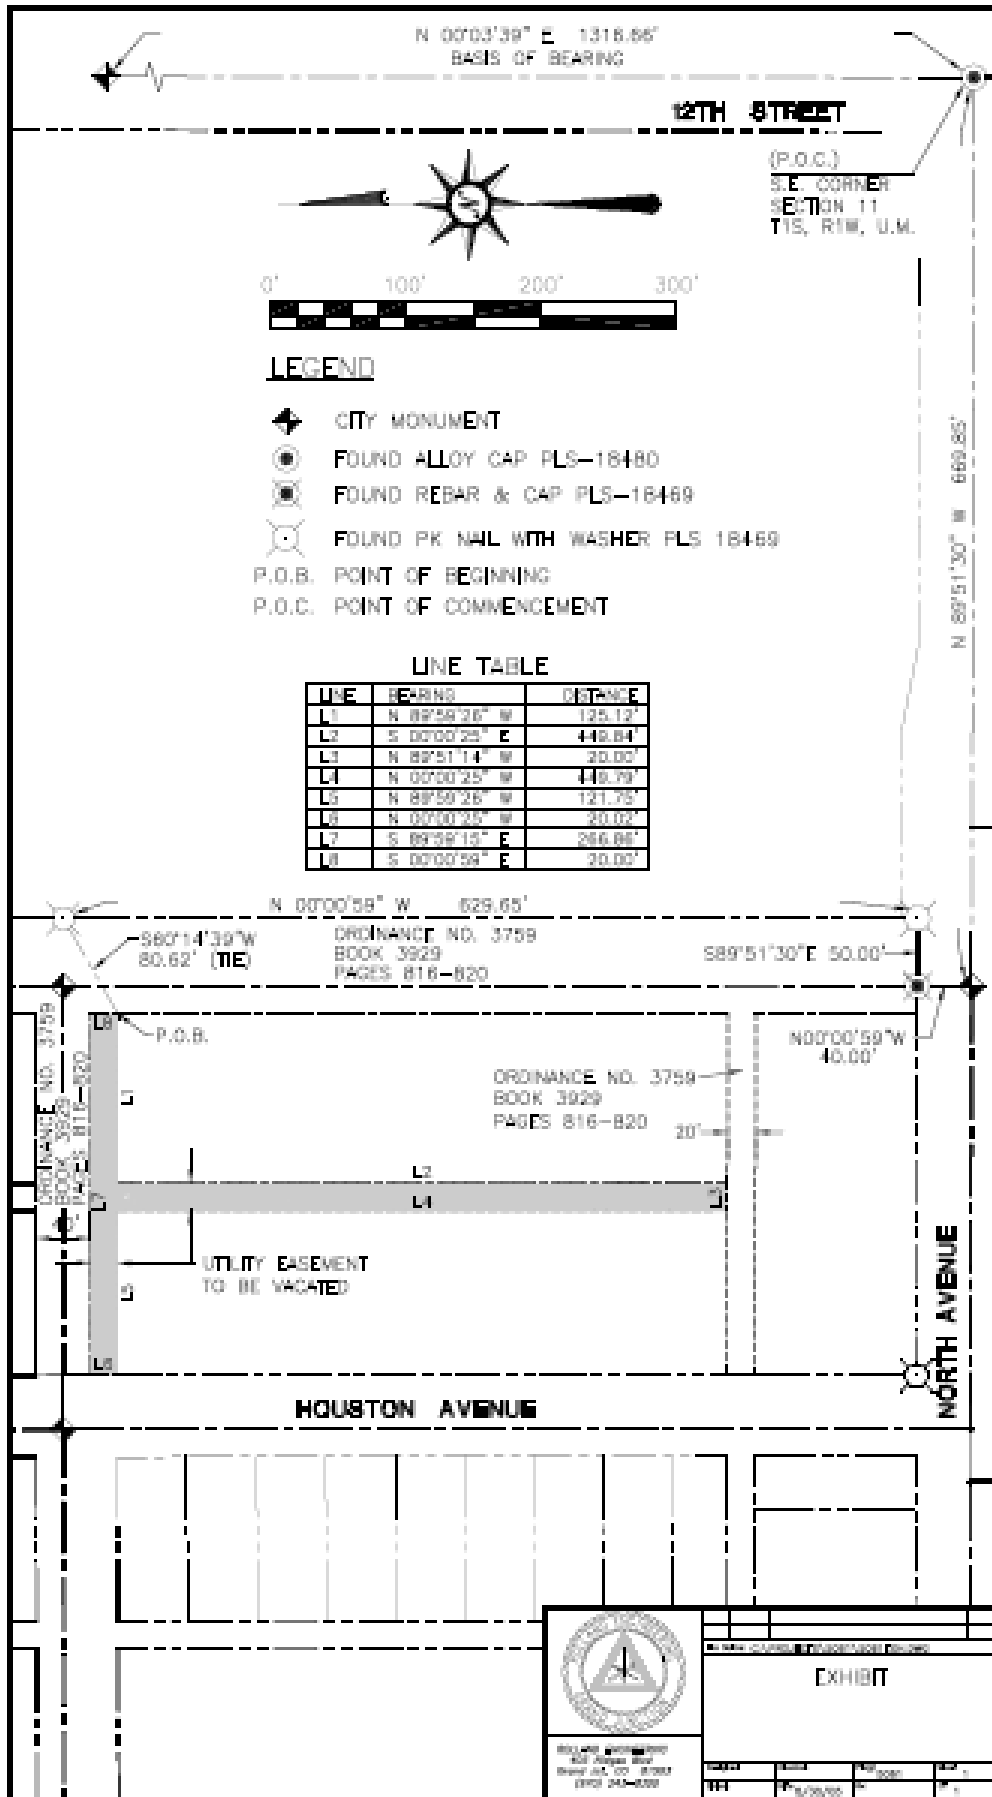 N 00°03'39" E 1318.66'
BASIS OF BEARING
12TH STREET
(P.O.C.)
S.E. CORNER
SECTION 11
T1S, R1W, U.M.
0' 100' 200' 300'
LEGEND
CITY MONUMENT
FOUND ALLOY CAP PLS-18480
FOUND REBAR & CAP PLS-18469
FOUND PK NAIL WITH WASHER PLS 18469
P.O.B. POINT OF BEGINNING
P.O.C. POINT OF COMMENCEMENT
N 89°51'30" W 669.85'
LINE TABLE
LINE BEARING DISTANCE
L1 N 89°59'26" W 125.12'
L2 S 00°00'25" E 449.84'
L3 N 89°51'14" W 20.00'
L4 N 00°00'25" W 449.79'
L5 N 89°59'26" W 121.75'
L6 N 00°00'25" W 20.02'
L7 S 89°59'15" E 266.86'
L8 S 00°00'59" E 20.00'
N 00°00'59" W 629.65'
S60°14'39"W
80.62' (TIE)
ORDINANCE NO. 3759
BOOK 3929
PAGES 816-820
S89°51'30"E 50.00'
N00°00'59"W
40.00'
P.O.B.
ORDINANCE NO. 3759
BOOK 3929
PAGES 816-820
L8
L1
ORDINANCE NO. 3759
BOOK 3929
PAGES 816-820
20'
L2
L4
L3
L7
UTILITY EASEMENT
TO BE VACATED
L5
L6
NORTH AVENUE
HOUSTON AVENUE
EXHIBIT